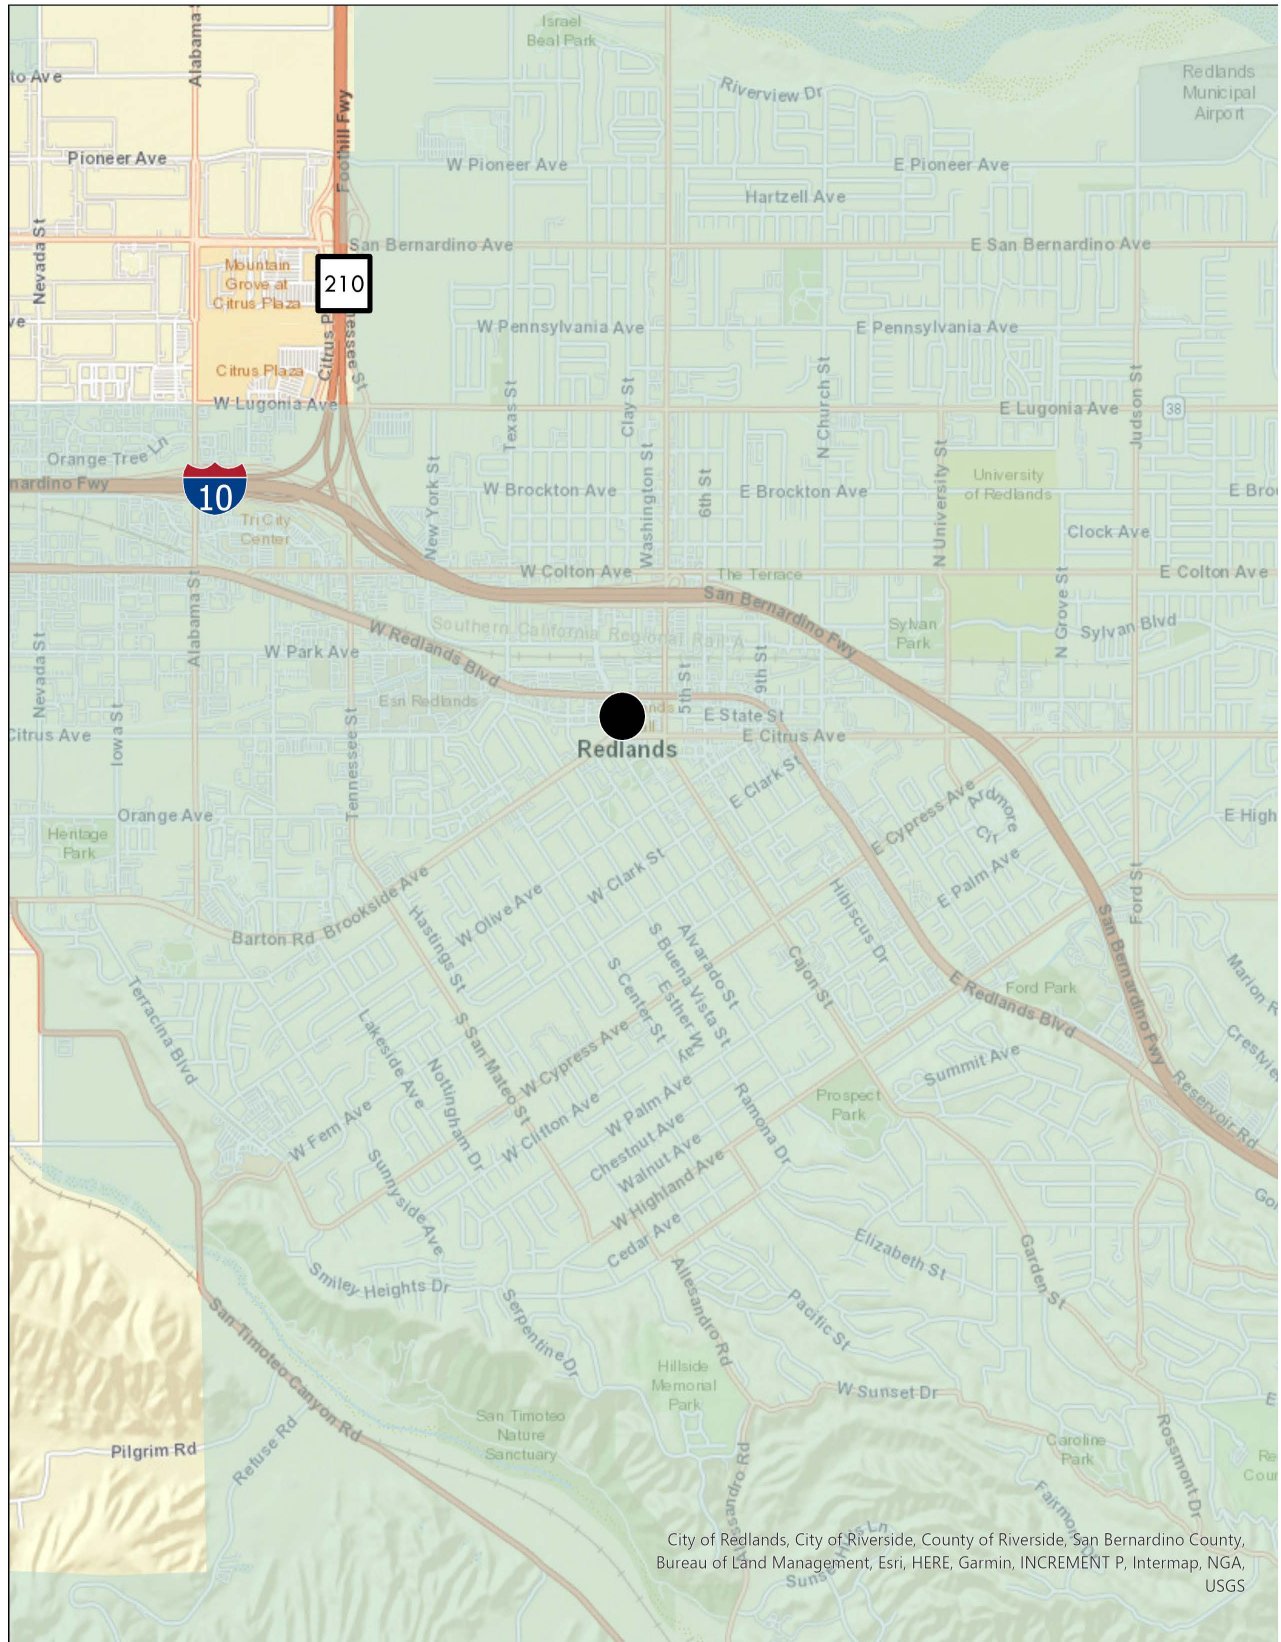 Israel
Beal Park
Alabama
to Ave
Riverview Dr
Redlands
Municipal
Airport
Foothill Fwy
Pioneer Ave
W Pioneer Ave
E Pioneer Ave
Hartzell Ave
Nevada St
San Bernardino Ave
E San Bernardino Ave
Mountain
Grove at
Citrus Plaza
210
ve
W Pennsylvania Ave
E Pennsylvania Ave
Citrus P
essee St
Citrus Plaza
W Lugonia Ave
Texas St
Clay St
N Church St
E Lugonia Ave
Judson St
38
Orange Tree Ln
nardino Fwy
10
New York St
W Brockton Ave
Washington St
6th St
E Brockton Ave
N University St
University
of Redlands
E Bro
Tri City
Center
Clock Ave
W Colton Ave
The Terrace
E Colton Ave
San Bernardino Fwy
Alabama St
Southern California Regional Rail A
Sylvan
Park
N Grove St
Sylvan Blvd
W Park Ave
W Redlands Blvd
Nevada St
Iowa St
Esri Redlands
5th St
9th St
E State St
Citrus Ave
E Citrus Ave
Redlands
Tennessee St
E Clark St
Orange Ave
E Cypress Ave
Ardmore
Cir
E High
Heritage
Park
W Clark St
E Palm Ave
Ford St
Brookside Ave
W Olive Ave
Hibiscus Dr
Barton Rd
Hastings St
San Bernardino Fwy
Alvarado St
S Buena Vista St
Cajon St
S Center St
Esther Way
Ford Park
E Redlands Blvd
Marion R
Terracina Blvd
Lakeside Ave
S San Mateo St
W Cypress Ave
Crestvie
Nottingham Dr
Summit Ave
Reservoir Rd
W Palm Ave
Ramona Dr
Prospect
Park
W Fern Ave
W Clifton Ave
Chestnut Ave
Walnut Ave
Sunnyside Ave
W Highland Ave
Gol
Cedar Ave
Elizabeth St
Garden St
Smiley Heights Dr
Serpentine Dr
Allesandro Rd
Pacific St
San Timoteo Canyon Rd
Hillside
Memorial
Park
W Sunset Dr
E
San Timoteo
Nature
Sanctuary
Pilgrim Rd
Refuse Rd
Caroline
Park
Rossmont Dr
Re
Cour
City of Redlands, City of Riverside, County of Riverside, San Bernardino County,
Bureau of Land Management, Esri, HERE, Garmin, INCREMENT P, Intermap, NGA,
USGS